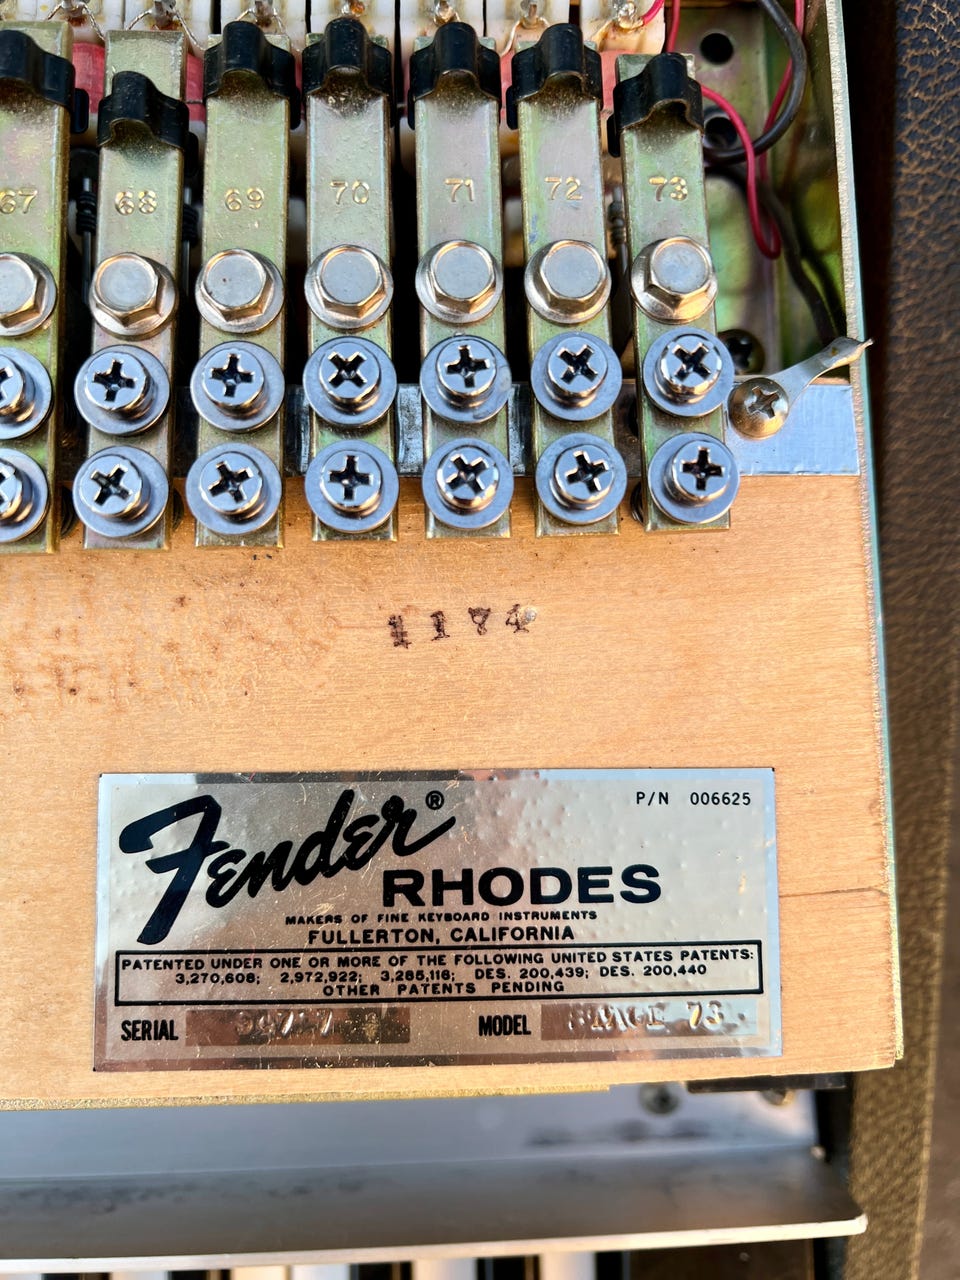 67 68 69 70 71 72 73
1174
Fender®
P/N 006625
RHODES
MAKERS OF FINE KEYBOARD INSTRUMENTS
FULLERTON, CALIFORNIA
PATENTED UNDER ONE OR MORE OF THE FOLLOWING UNITED STATES PATENTS:
3,270,608; 2,972,922; 3,285,116; DES. 200,439; DES. 200,440
OTHER PATENTS PENDING
SERIAL MODEL STAGE 73